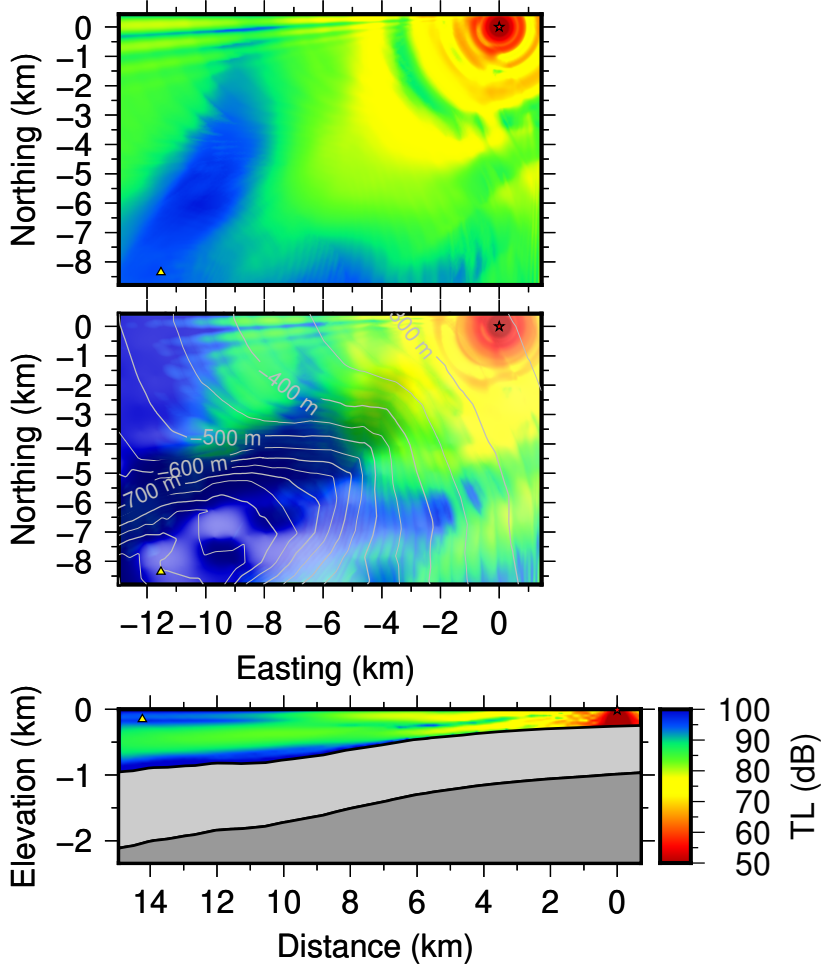 0
−1
−2
−3
−4
−5
−6
−7
−8
Northing (km)
−300 m
−400 m
−500 m
−600 m
0
−1
−2
−3
−4
−5
−6
−7
−8
Northing (km)
−12 −10 −8 −6 −4 −2 0
Easting (km)
0
−1
−2
Elevation (km)
14 12 10 8 6 4 2 0
Distance (km)
100
90
80
70
60
50
TL (dB)